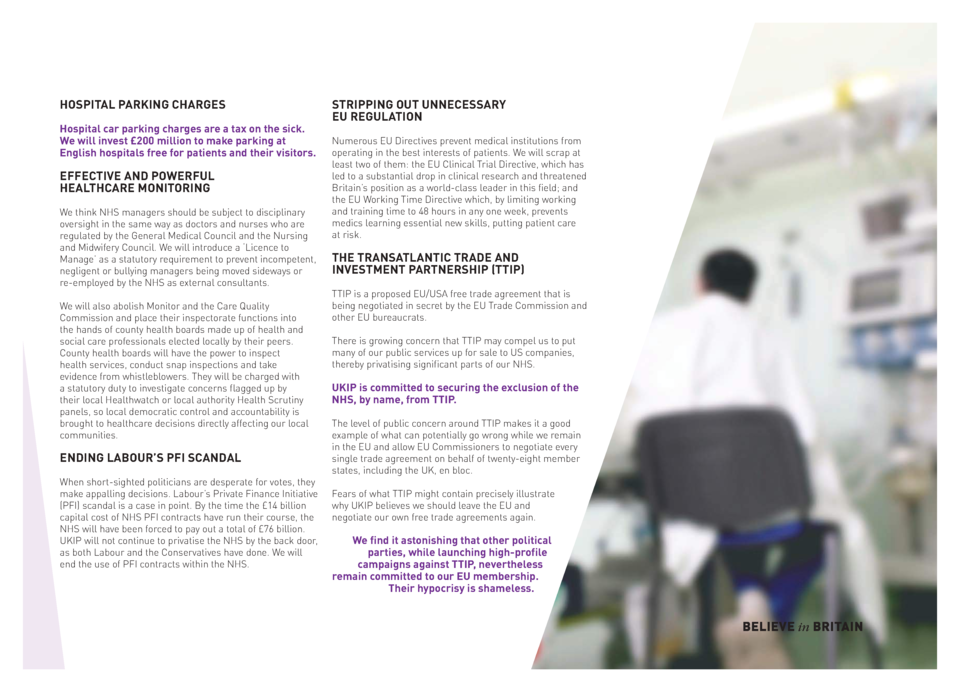 HOSPITAL PARKING CHARGES
Hospital car parking charges are a tax on the sick.
We will invest £200 million to make parking at
English hospitals free for patients and their visitors.
EFFECTIVE AND POWERFUL
HEALTHCARE MONITORING
We think NHS managers should be subject to disciplinary
oversight in the same way as doctors and nurses who are
regulated by the General Medical Council and the Nursing
and Midwifery Council. We will introduce a ‘Licence to
Manage’ as a statutory requirement to prevent incompetent,
negligent or bullying managers being moved sideways or
re-employed by the NHS as external consultants.
We will also abolish Monitor and the Care Quality
Commission and place their inspectorate functions into
the hands of county health boards made up of health and
social care professionals elected locally by their peers.
County health boards will have the power to inspect
health services, conduct snap inspections and take
evidence from whistleblowers. They will be charged with
a statutory duty to investigate concerns flagged up by
their local Healthwatch or local authority Health Scrutiny
panels, so local democratic control and accountability is
brought to healthcare decisions directly affecting our local
communities.
ENDING LABOUR’S PFI SCANDAL
When short-sighted politicians are desperate for votes, they
make appalling decisions. Labour’s Private Finance Initiative
(PFI) scandal is a case in point. By the time the £14 billion
capital cost of NHS PFI contracts have run their course, the
NHS will have been forced to pay out a total of £76 billion.
UKIP will not continue to privatise the NHS by the back door,
as both Labour and the Conservatives have done. We will
end the use of PFI contracts within the NHS.
STRIPPING OUT UNNECESSARY
EU REGULATION
Numerous EU Directives prevent medical institutions from
operating in the best interests of patients. We will scrap at
least two of them: the EU Clinical Trial Directive, which has
led to a substantial drop in clinical research and threatened
Britain’s position as a world-class leader in this field; and
the EU Working Time Directive which, by limiting working
and training time to 48 hours in any one week, prevents
medics learning essential new skills, putting patient care
at risk.
THE TRANSATLANTIC TRADE AND
INVESTMENT PARTNERSHIP (TTIP)
TTIP is a proposed EU/USA free trade agreement that is
being negotiated in secret by the EU Trade Commission and
other EU bureaucrats.
There is growing concern that TTIP may compel us to put
many of our public services up for sale to US companies,
thereby privatising significant parts of our NHS.
UKIP is committed to securing the exclusion of the
NHS, by name, from TTIP.
The level of public concern around TTIP makes it a good
example of what can potentially go wrong while we remain
in the EU and allow EU Commissioners to negotiate every
single trade agreement on behalf of twenty-eight member
states, including the UK, en bloc.
Fears of what TTIP might contain precisely illustrate
why UKIP believes we should leave the EU and
negotiate our own free trade agreements again.
We find it astonishing that other political
parties, while launching high-profile
campaigns against TTIP, nevertheless
remain committed to our EU membership.
Their hypocrisy is shameless.
BELIEVE in BRITAIN